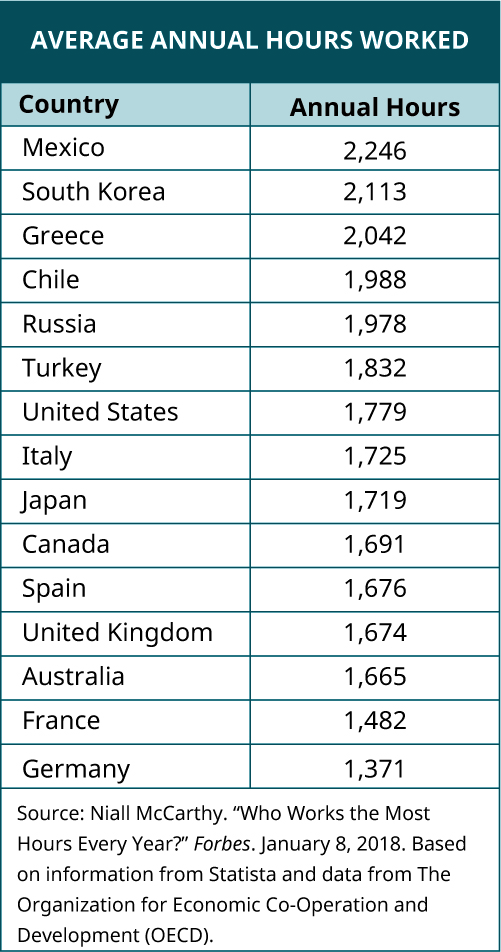 AVERAGE ANNUAL HOURS WORKED
Country Annual Hours
Mexico 2,246
South Korea 2,113
Greece 2,042
Chile 1,988
Russia 1,978
Turkey 1,832
United States 1,779
Italy 1,725
Japan 1,719
Canada 1,691
Spain 1,676
United Kingdom 1,674
Australia 1,665
France 1,482
Germany 1,371
Source: Niall McCarthy. “Who Works the Most
Hours Every Year?” Forbes. January 8, 2018. Based
on information from Statista and data from The
Organization for Economic Co-Operation and
Development (OECD).